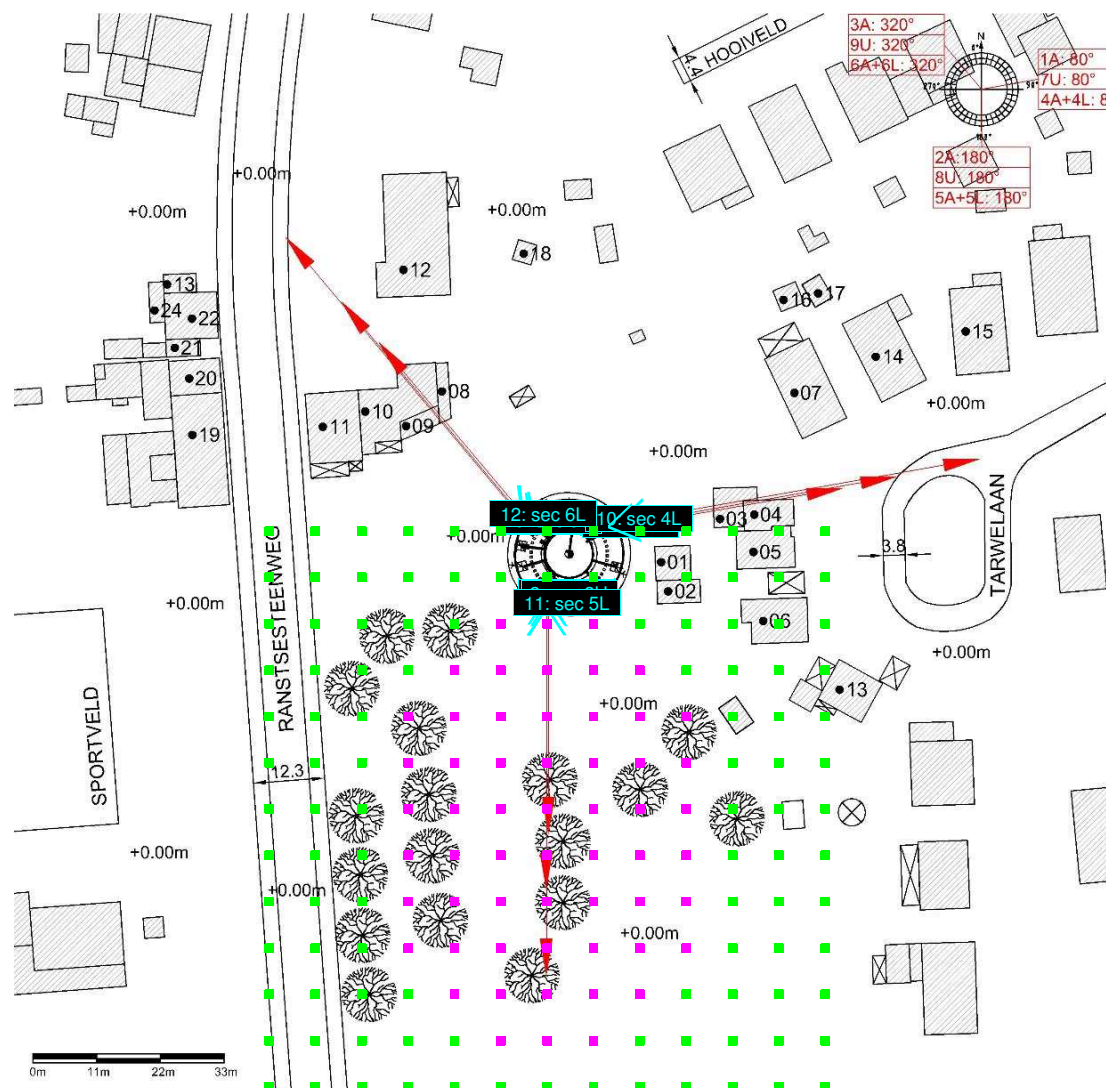 3A: 320°
9U: 320°
6A+6L: 320°
4.4
HOOIVELD
N
0°
1A: 80°
7U: 80°
4A+4L: 8
270°
180°
2A:180°
8U: 180°
5A+5L: 180°
+0.00m
+0.00m
+0.00m
18
12
13
24
22
21
20
19
16
17
15
14
07
08
10
09
11
+0.00m
+0.00m
12: sec 6L
10: sec 4L
03
04
05
+0.00m
01
02
06
11: sec 5L
3.8
TARWELAAN
RANSTSESTEENWEG
+0.00m
+0.00m
13
+0.00m
SPORTVELD
12.3
+0.00m
+0.00m
+0.00m
0m
11m
22m
33m